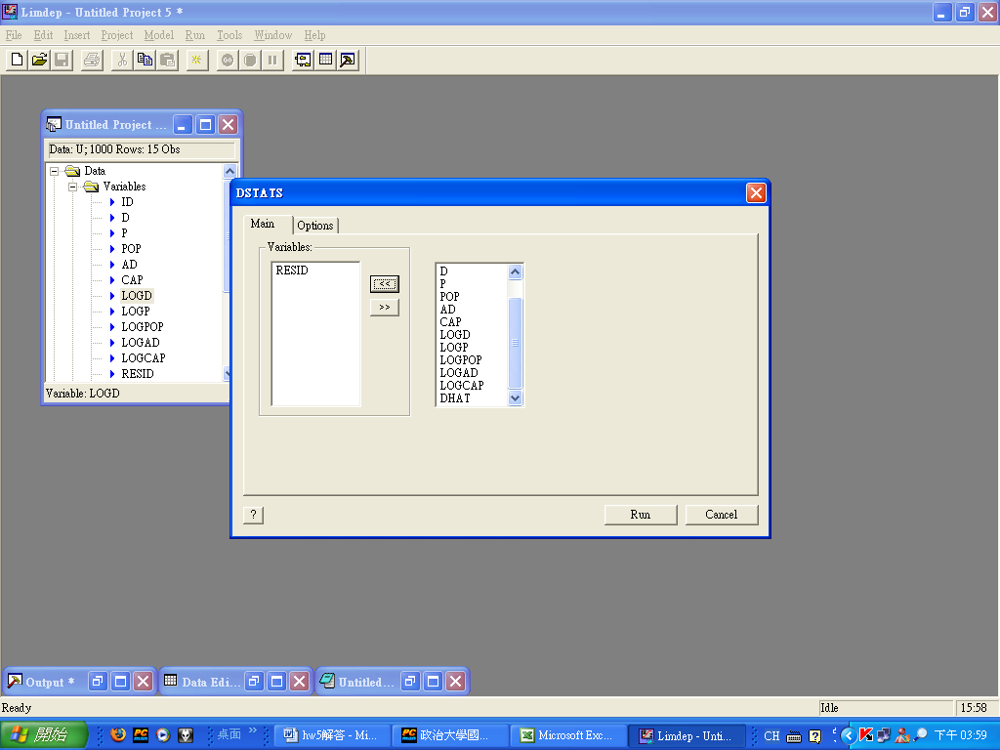 Limdep - Untitled Project 5 *
File Edit Insert Project Model Run Tools Window Help
GO
Untitled Project ...
Data: U; 1000 Rows: 15 Obs
Data
Variables
ID
D
P
POP
AD
CAP
LOGD
LOGP
LOGPOP
LOGAD
LOGCAP
RESID
Variable: LOGD
DSTATS
Main Options
Variables:
RESID
<<
>>
D
P
POP
AD
CAP
LOGD
LOGP
LOGPOP
LOGAD
LOGCAP
DHAT
?
Run Cancel
Output * Data Edi... Untitled...
Ready Idle 15:58
開始 桌面 » hw5解答 - Mi... 政治大學國... Microsoft Exc... Limdep - Unti... CH 下午 03:59